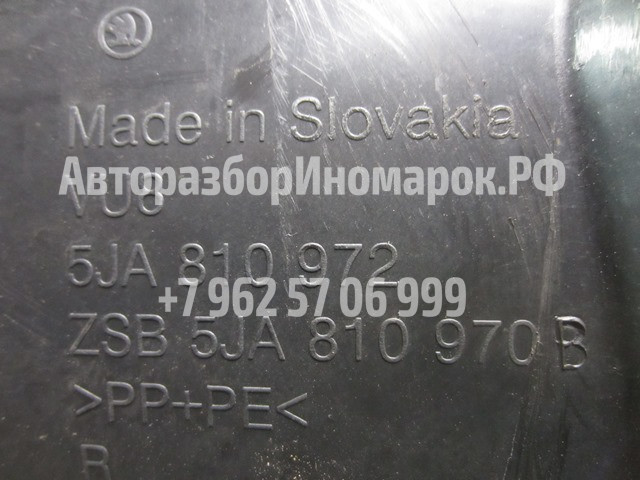 Made in Slovakia
АвторазборИномарок.РФ
5JA 810 972
+7 962 57 06 999
ZSB 5JA 810 970 B
>PP+PE<